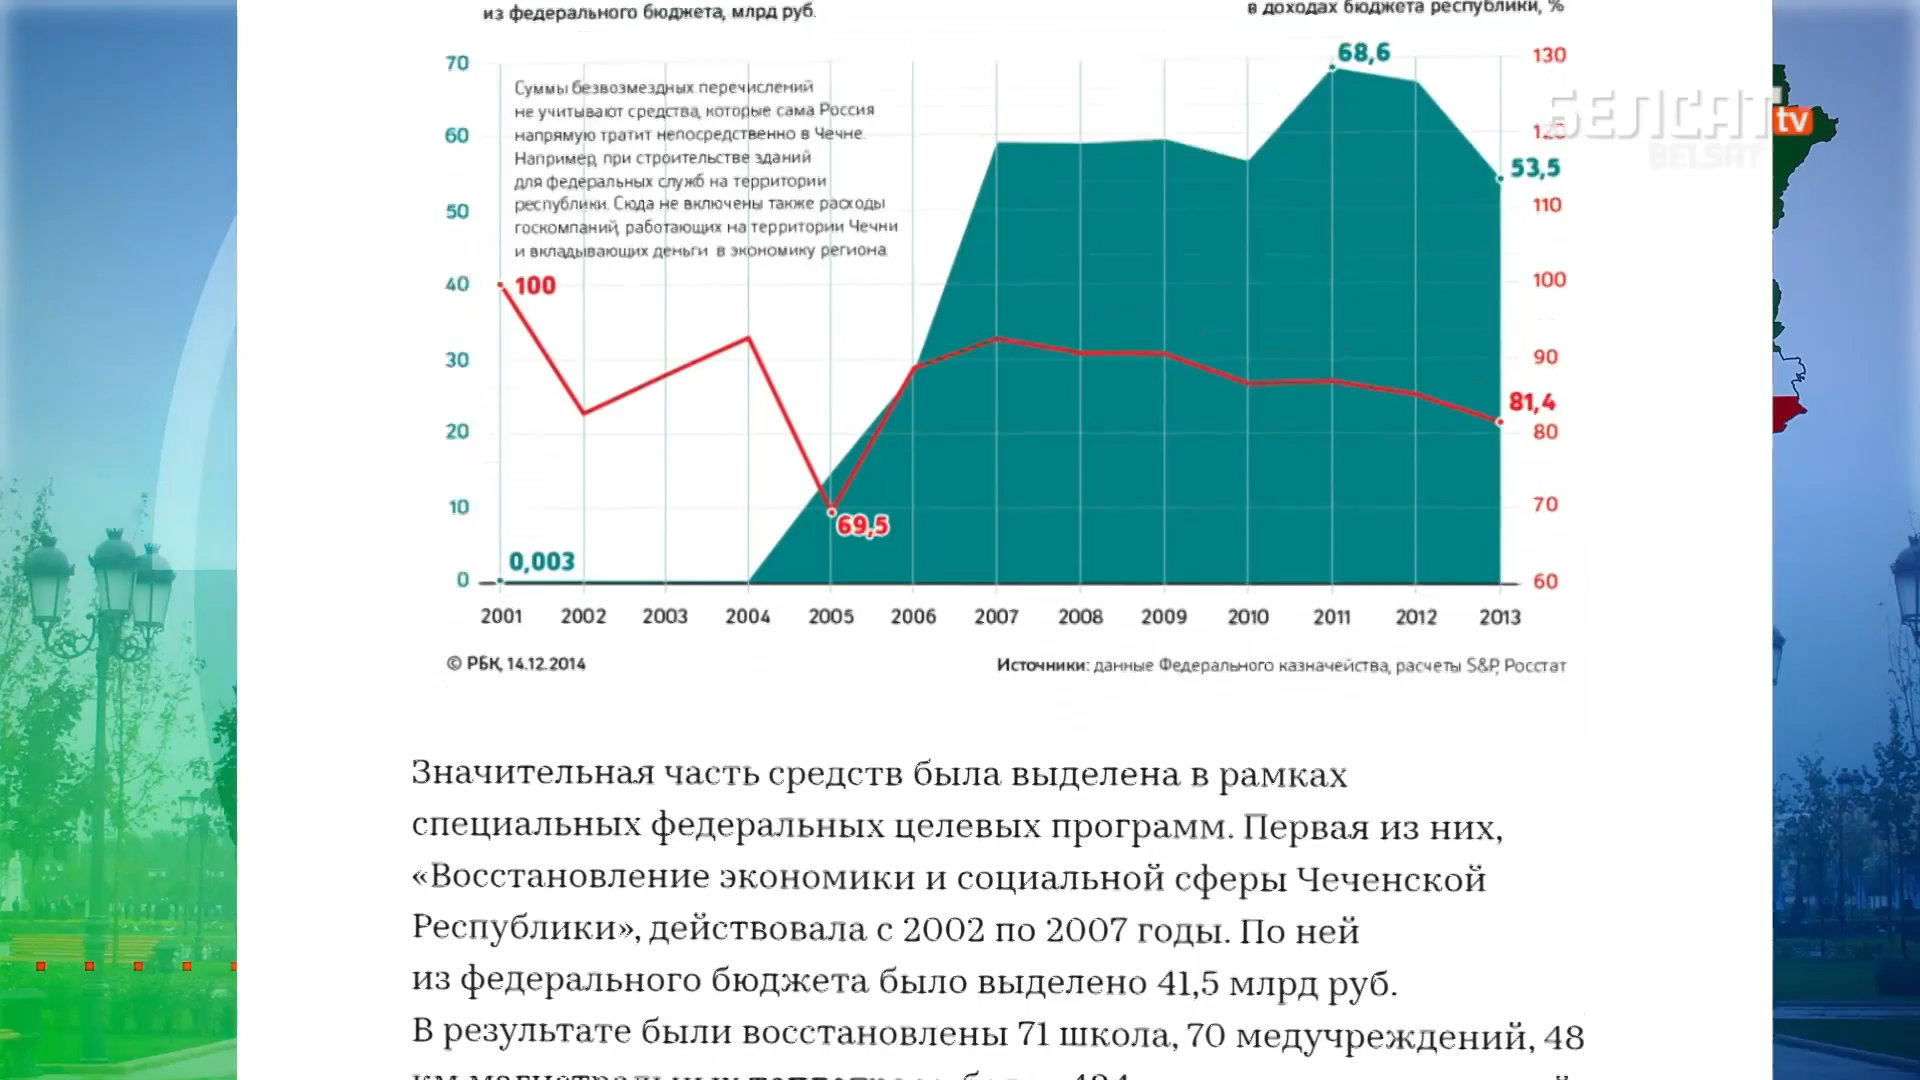 из федерального бюджета, млрд руб.
в доходах бюджета республики, %
70
60
50
40
30
20
10
0
Суммы безвозмездных перечислений
не учитывают средства, которые сама Россия
напрямую тратит непосредственно в Чечне.
Например, при строительстве зданий
для федеральных служб на территории
республики. Сюда не включены также расходы
госкомпаний, работающих на территории Чечни
и вкладывающих деньги в экономику региона.
100
0,003
69,5
68,6
53,5
81,4
130
120
110
100
90
80
70
60
БЕЛСАТ tv
BELSAT
2001 2002 2003 2004 2005 2006 2007 2008 2009 2010 2011 2012 2013
© РБК, 14.12.2014
Источники: данные Федерального казначейства, расчеты S&P, Росстат
Значительная часть средств была выделена в рамках
специальных федеральных целевых программ. Первая из них,
«Восстановление экономики и социальной сферы Чеченской
Республики», действовала с 2002 по 2007 годы. По ней
из федерального бюджета было выделено 41,5 млрд руб.
В результате были восстановлены 71 школа, 70 медучреждений, 48